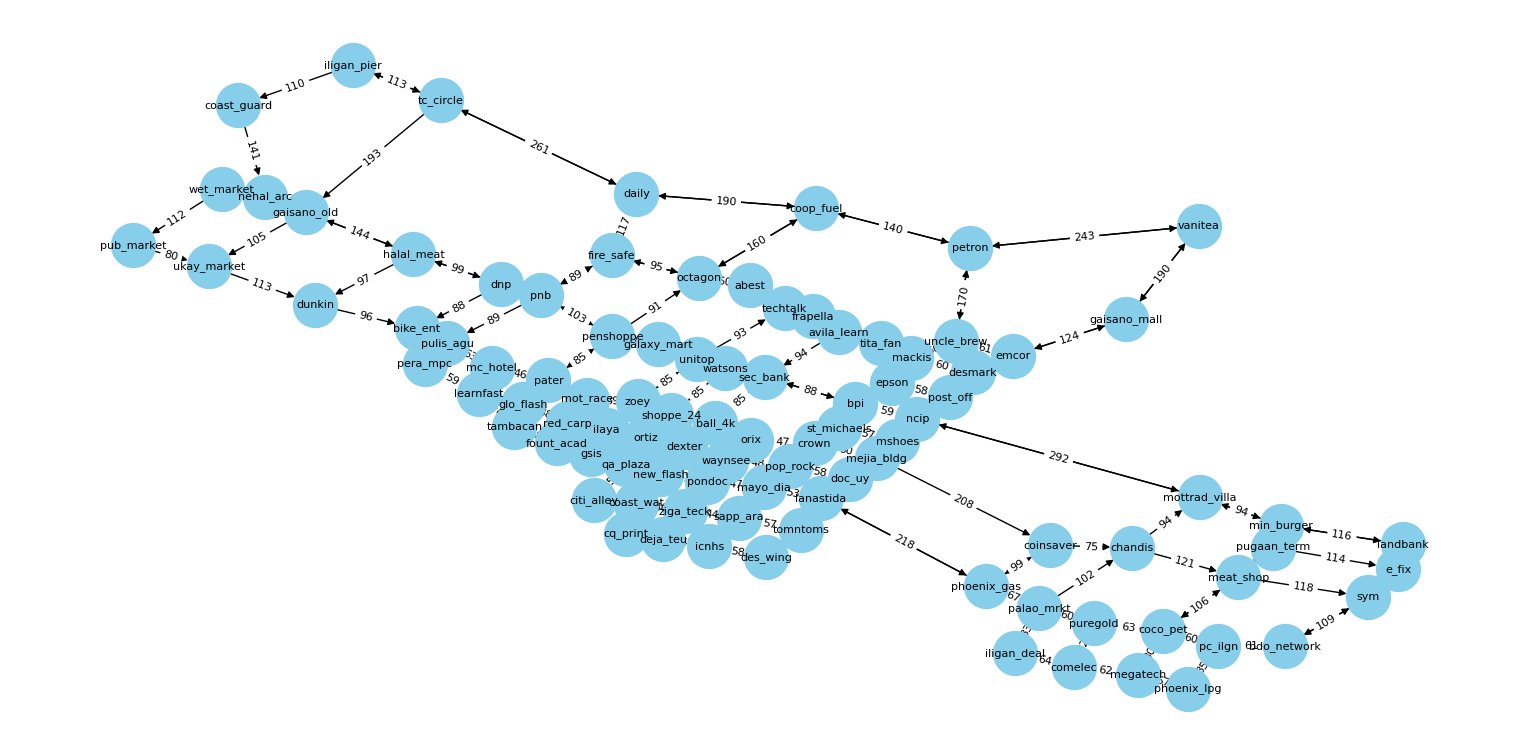 iligan_pier
110
113
coast_guard
tc_circle
141
193
261
wet_market
nenal_arc
gaisano_old
daily
190
coop_fuel
112
117
140
vanitea
pub_market
80
105
144
160
petron
243
ukay_market
halal_meat
fire_safe
99
89
95
113
97
octagon
190
dnp
pnb
abest
170
dunkin
88
103
91
techtalk
96
89
frapella
gaisano_mall
bike_ent
pulis_agu
penshoppe
93
avila_learn
124
galaxy_mart
tita_fan
uncle_brew
61
unitop
94
mackis
emcor
pera_mpc
mc_hotel
85
watsons
60
desmark
59
46
pater
85
sec_bank
88
epson
58
learnfast
85
glo_flash
mot_race
zoey
85
bpi
59
post_off
shoppe_24
ncip
tambacan
red_carp
ilaya
ball_4k
st_michaels
57
fount_acad
ortiz
dexter
orix
47
crown
mshoes
292
gsis
waynsee
mejia_bldg
qa_plaza
new_flash
pop_rock
58
pondoc
47
mayo_dia
53
doc_uy
208
citi_alley
coast_wat
ziga_teck
fanastida
mottrad_villa
94
sapp_ara
57
tomntoms
94
min_burger
cq_print
deja_teu
icnhs
58
des_wing
218
coinsaver
75
chandis
116
landbank
pugaan_term
114
121
e_fix
99
phoenix_gas
102
meat_shop
118
67
palao_mrkt
106
sym
60
puregold
63
coco_pet
109
60
pc_ilgn
61
bdo_network
iligan_deal
64
comelec
62
megatech
phoenix_lpg